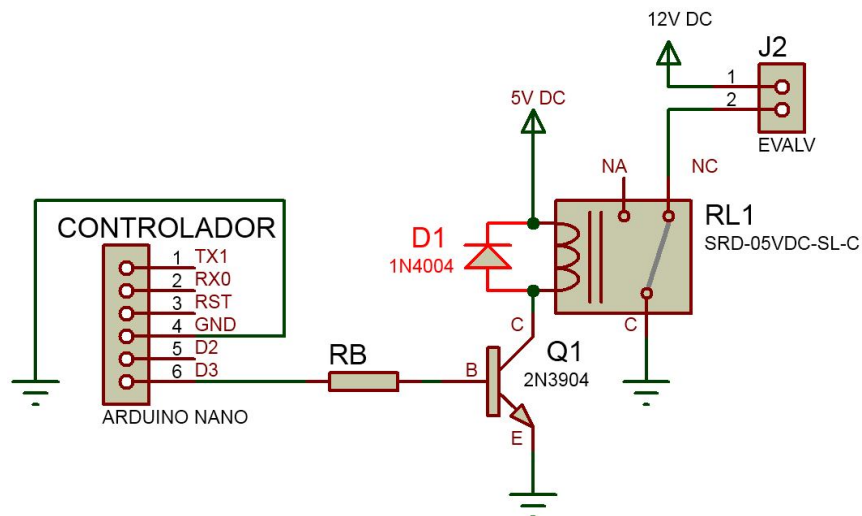 12V DC
J2
1
2
EVALV
5V DC
NA
NC
RL1
SRD-05VDC-SL-C
C
D1
1N4004
CONTROLADOR
1 TX1
2 RX0
3 RST
4 GND
5 D2
6 D3
ARDUINO NANO
RB
B
C
E
Q1
2N3904